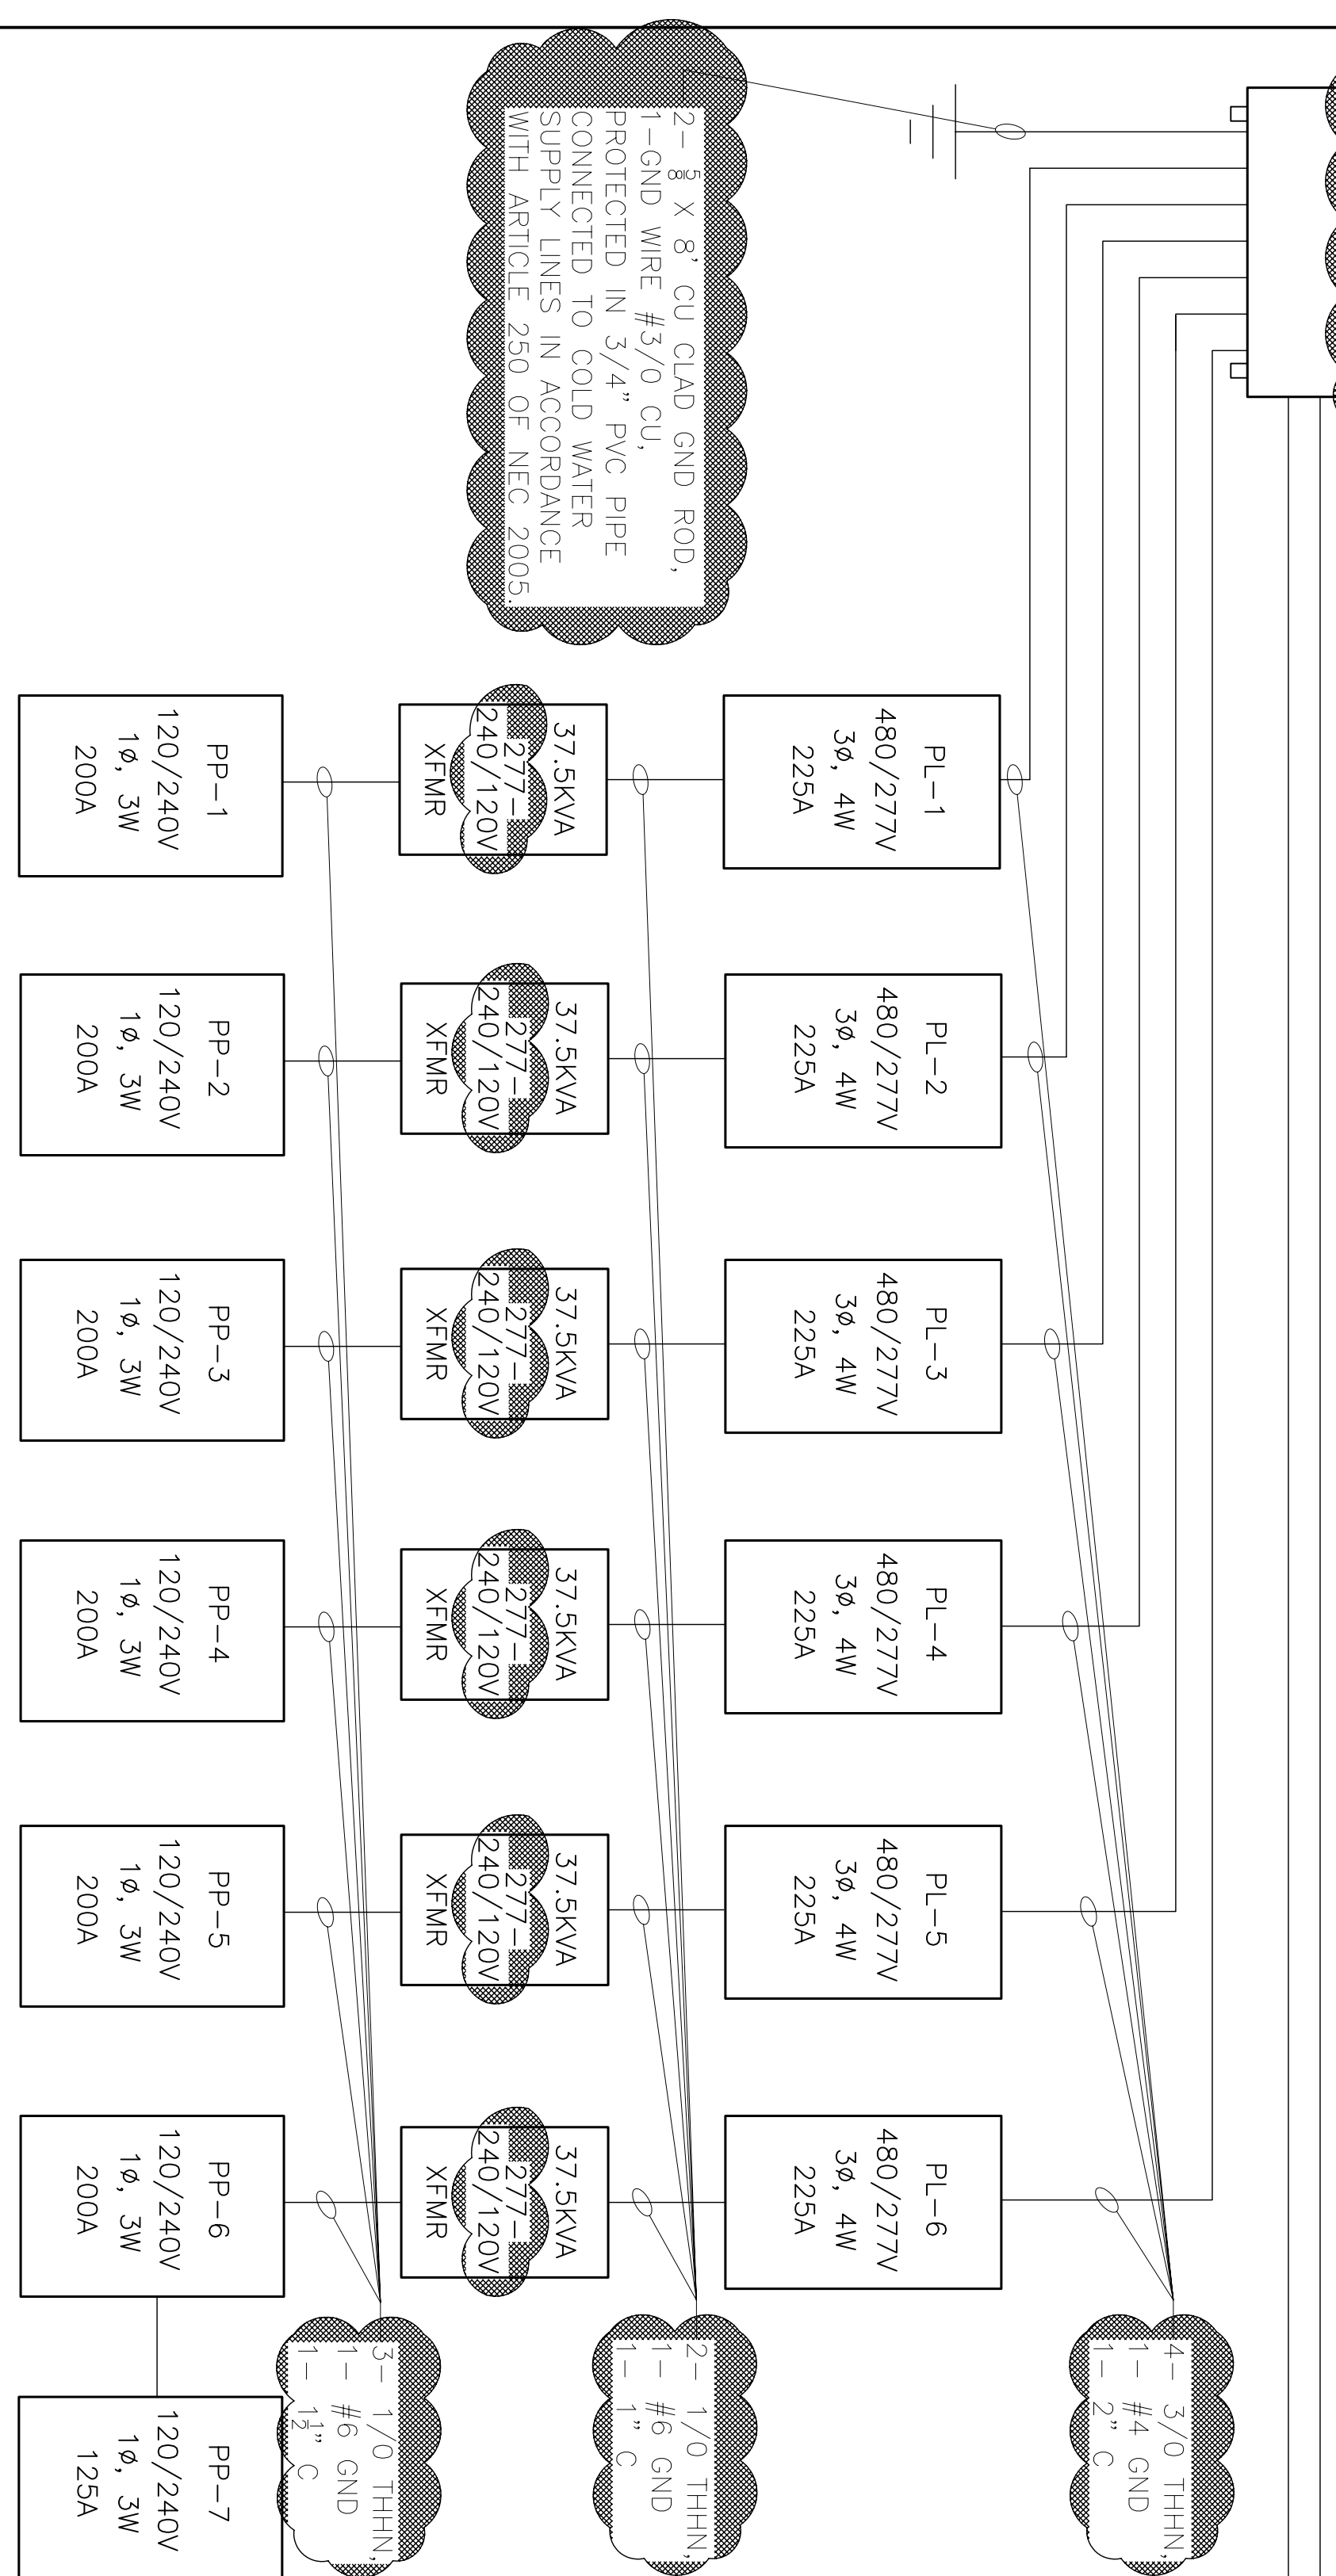 2- 5/8 X 8' CU CLAD GND ROD,
1-GND WIRE #3/0 CU,
PROTECTED IN 3/4" PVC PIPE
CONNECTED TO COLD WATER
SUPPLY LINES IN ACCORDANCE
WITH ARTICLE 250 OF NEC 2005.
PL-1
480/277V
3ø, 4W
225A
PL-2
480/277V
3ø, 4W
225A
PL-3
480/277V
3ø, 4W
225A
PL-4
480/277V
3ø, 4W
225A
PL-5
480/277V
3ø, 4W
225A
PL-6
480/277V
3ø, 4W
225A
4- 3/0 THHN,
1- #4 GND
1- 2" C
37.5KVA
277-
240/120V
XFMR
37.5KVA
277-
240/120V
XFMR
37.5KVA
277-
240/120V
XFMR
37.5KVA
277-
240/120V
XFMR
37.5KVA
277-
240/120V
XFMR
37.5KVA
277-
240/120V
XFMR
2- 1/0 THHN,
1- #6 GND
1- 1" C
PP-1
120/240V
1ø, 3W
200A
PP-2
120/240V
1ø, 3W
200A
PP-3
120/240V
1ø, 3W
200A
PP-4
120/240V
1ø, 3W
200A
PP-5
120/240V
1ø, 3W
200A
PP-6
120/240V
1ø, 3W
200A
3- 1/0 THHN,
1- #6 GND
1- 1 1/2" C
PP-7
120/240V
1ø, 3W
125A